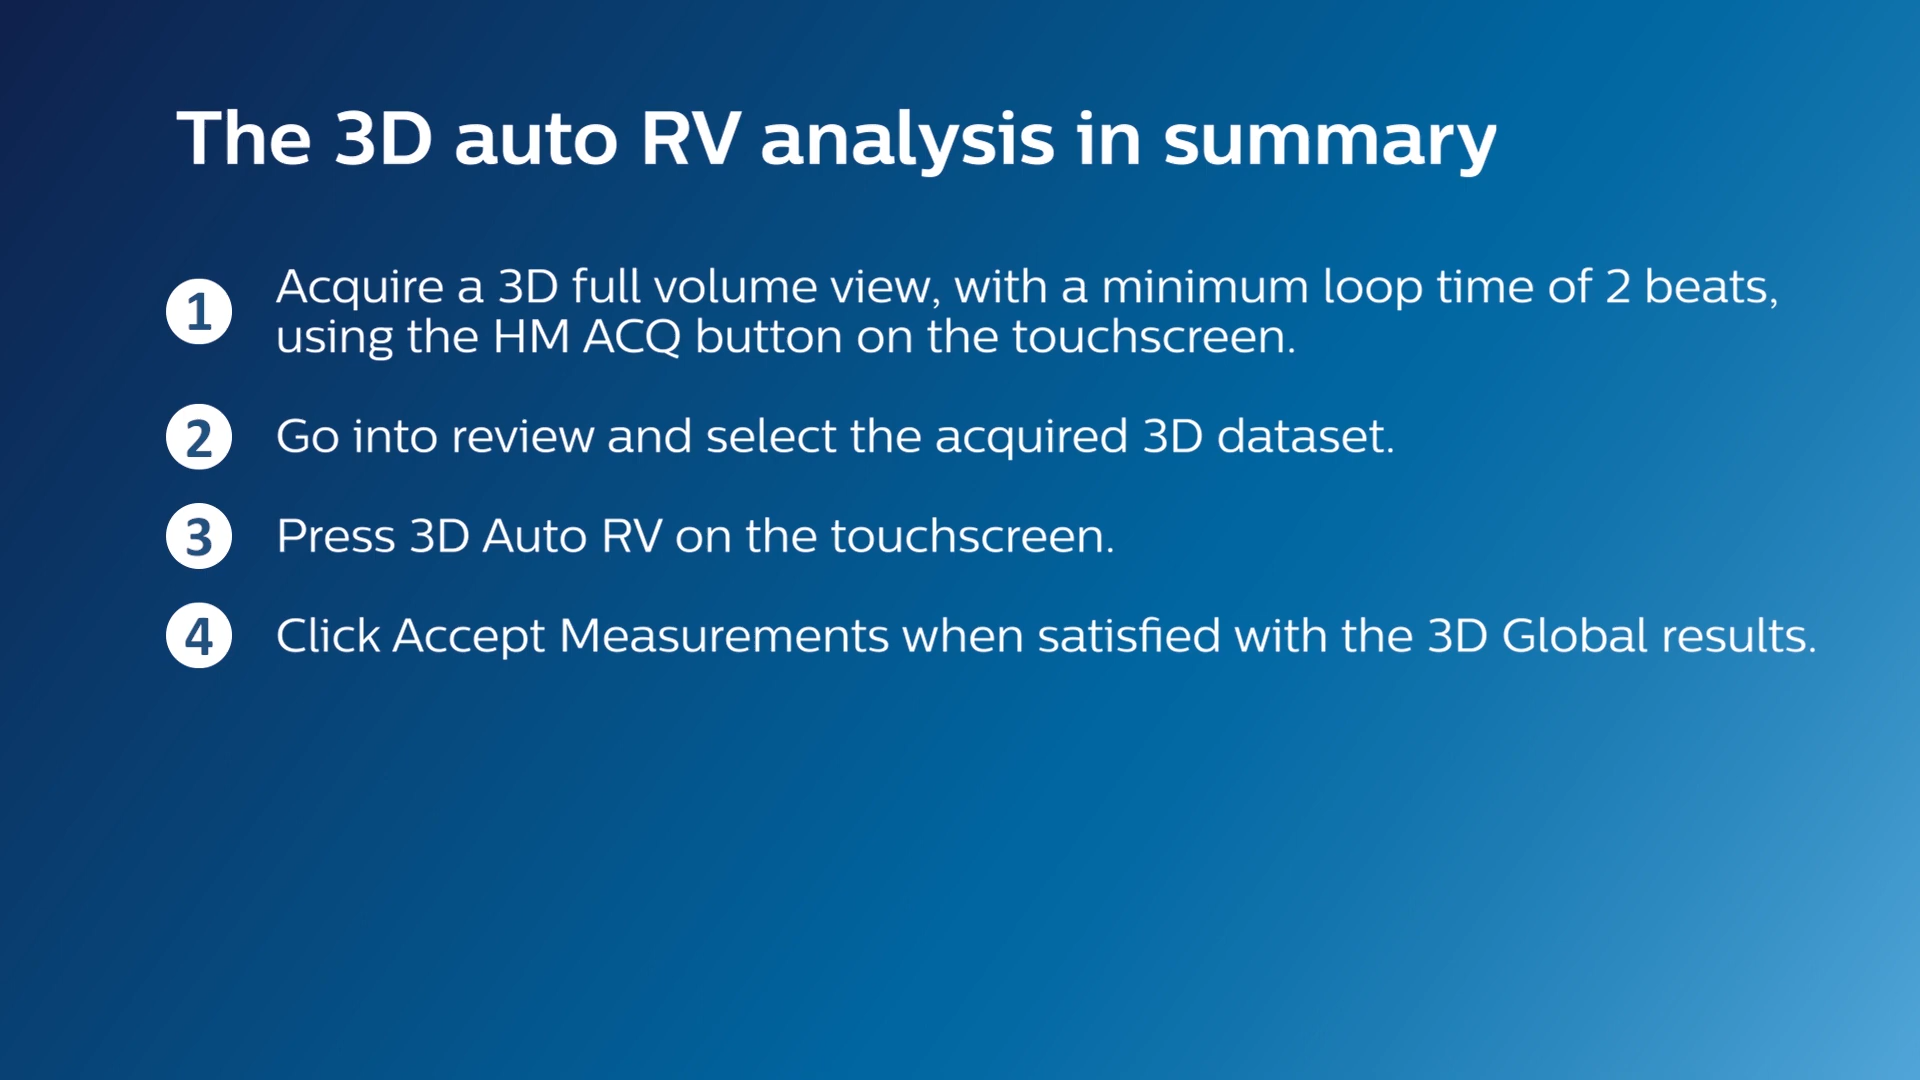 The 3D auto RV analysis in summary
1 Acquire a 3D full volume view, with a minimum loop time of 2 beats,
using the HM ACQ button on the touchscreen.
2 Go into review and select the acquired 3D dataset.
3 Press 3D Auto RV on the touchscreen.
4 Click Accept Measurements when satisfied with the 3D Global results.